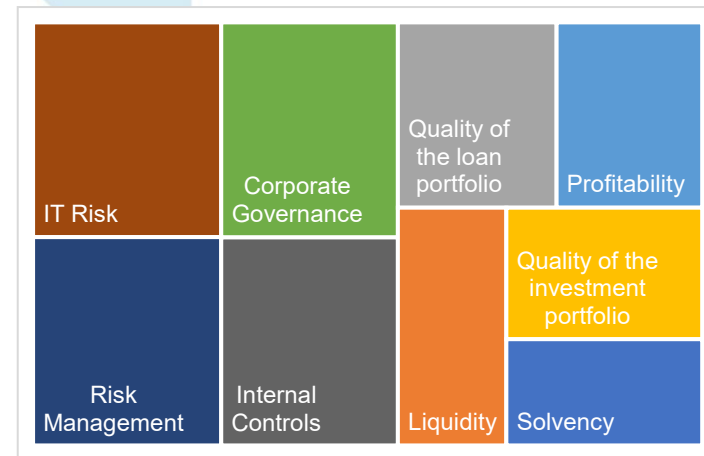 IT Risk
Corporate
Governance
Quality of
the loan
portfolio
Profitability
Risk
Management
Internal
Controls
Liquidity
Quality of the
investment
portfolio
Solvency